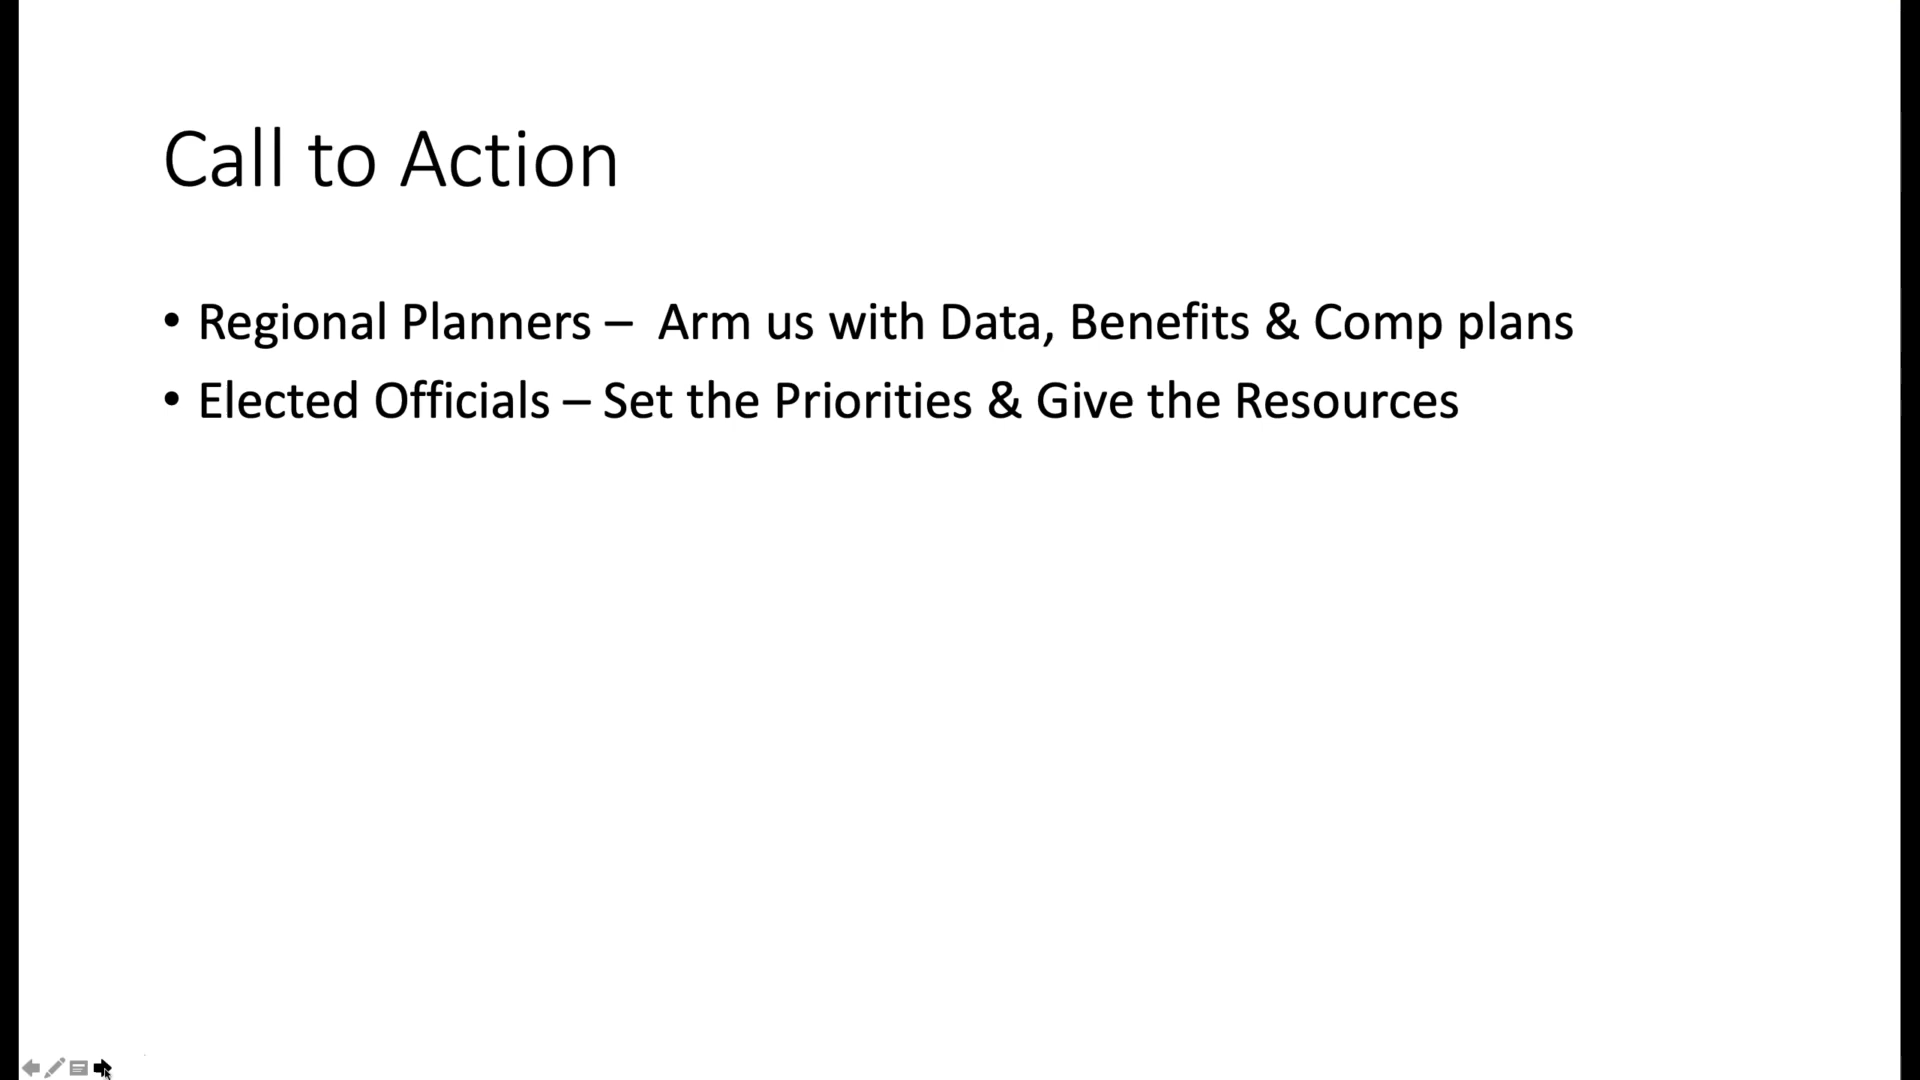 Call to Action
• Regional Planners –  Arm us with Data, Benefits & Comp plans
• Elected Officials – Set the Priorities & Give the Resources